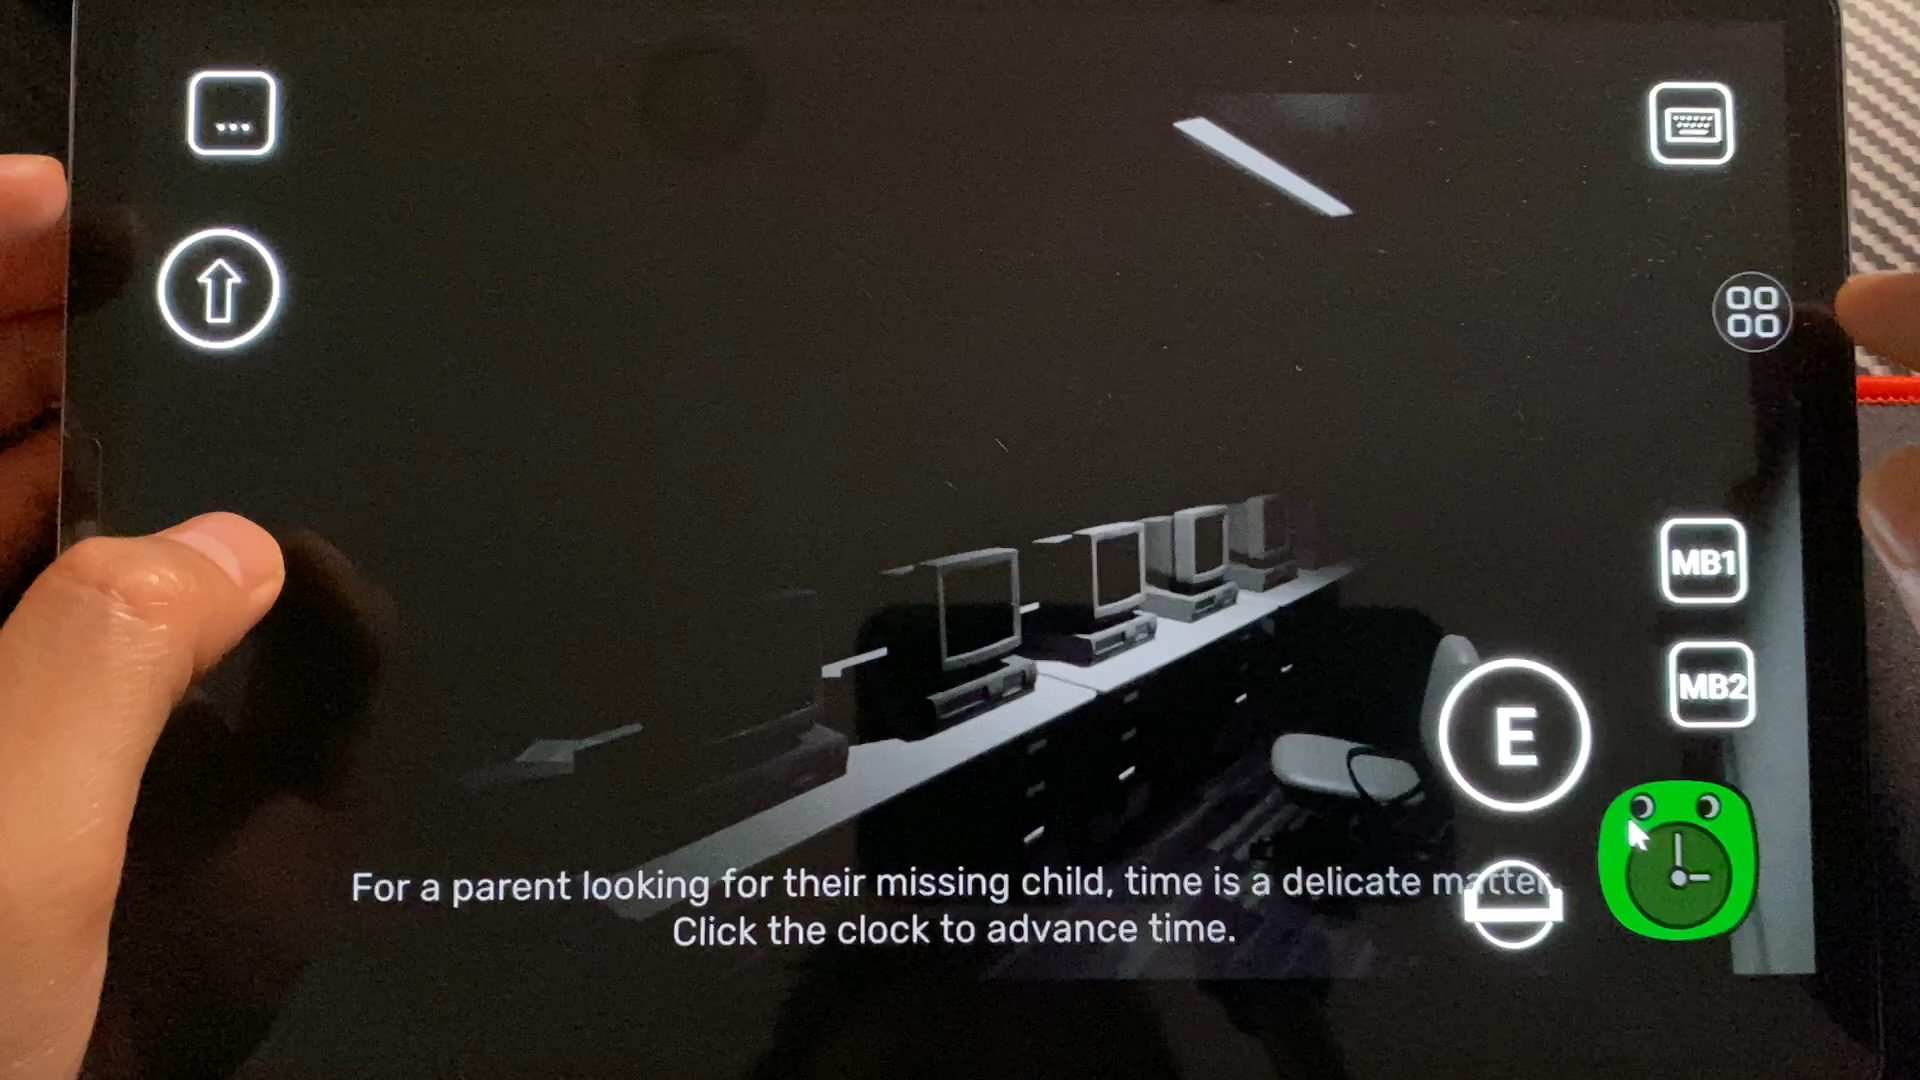 ...
MB1
MB2
E
For a parent looking for their missing child, time is a delicate matter.
Click the clock to advance time.